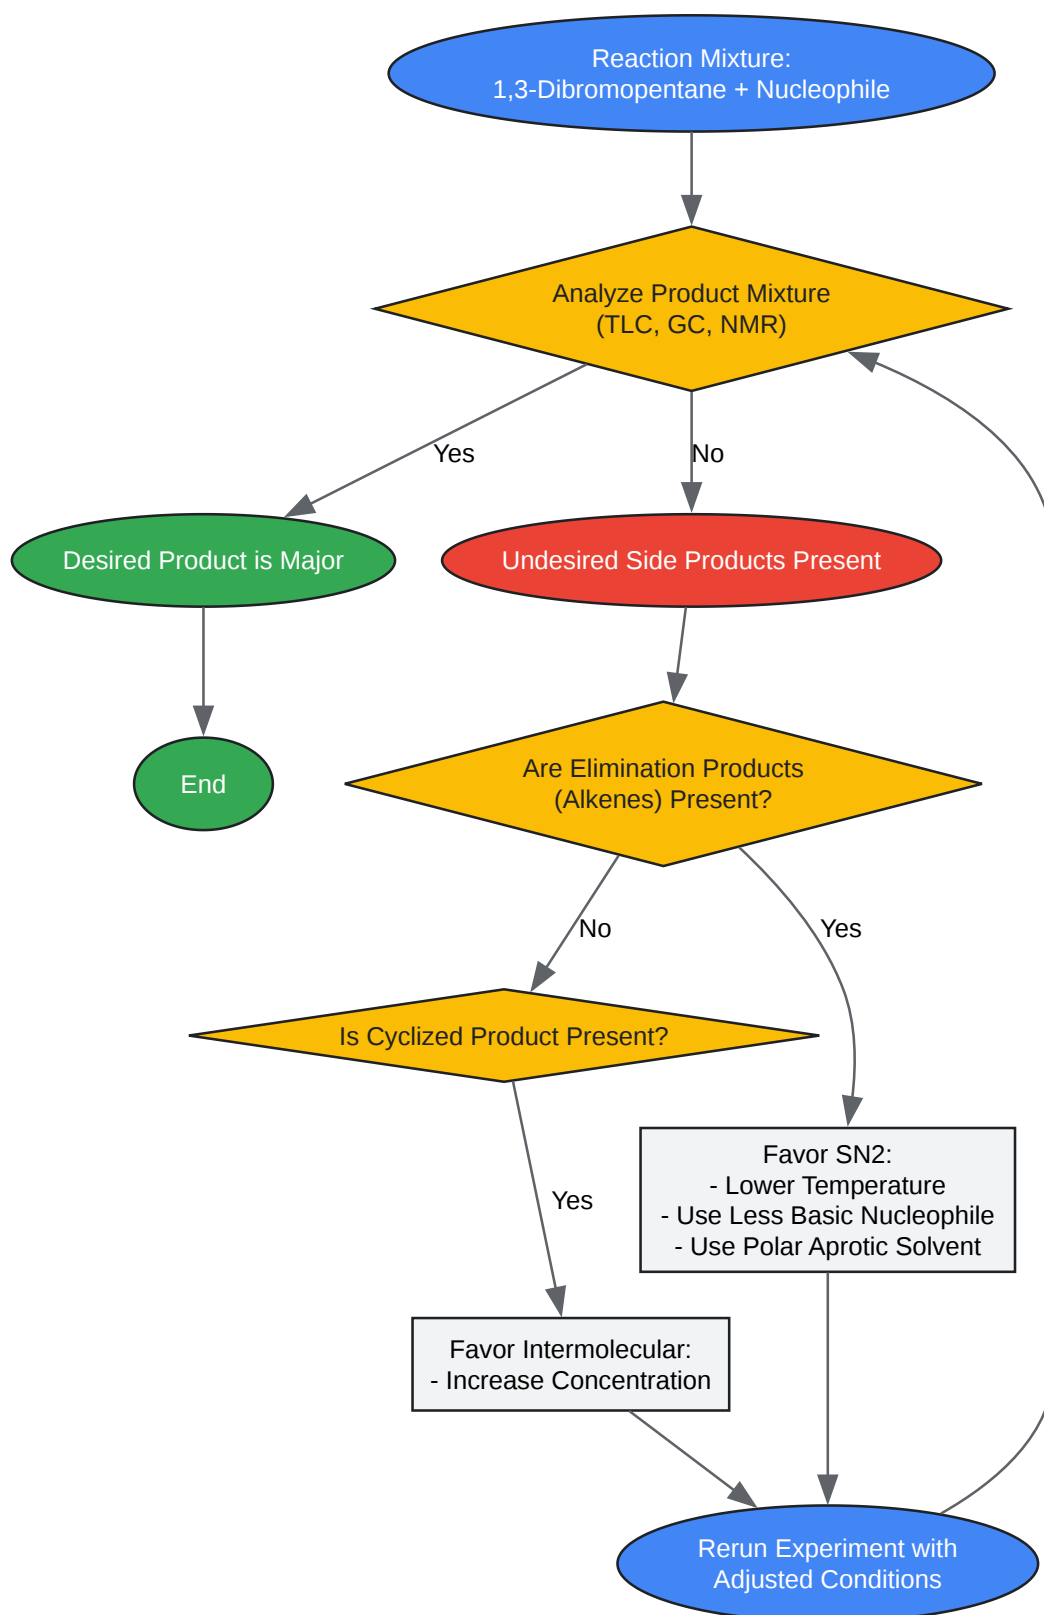 Reaction Mixture:
1,3-Dibromopentane + Nucleophile
Analyze Product Mixture
(TLC, GC, NMR)
Yes
No
Desired Product is Major
Undesired Side Products Present
End
Are Elimination Products
(Alkenes) Present?
No
Yes
Is Cyclized Product Present?
Yes
Favor SN2:
- Lower Temperature
- Use Less Basic Nucleophile
- Use Polar Aprotic Solvent
Favor Intermolecular:
- Increase Concentration
Rerun Experiment with
Adjusted Conditions